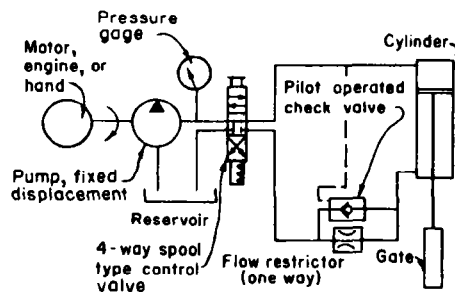 Pressure
gage
Motor,
engine, or
hand
Cylinder
Pilot operated
check valve
Pump, fixed
displacement
Reservoir
4-way spool
type control
valve
Flow restrictor
(one way)
Gate